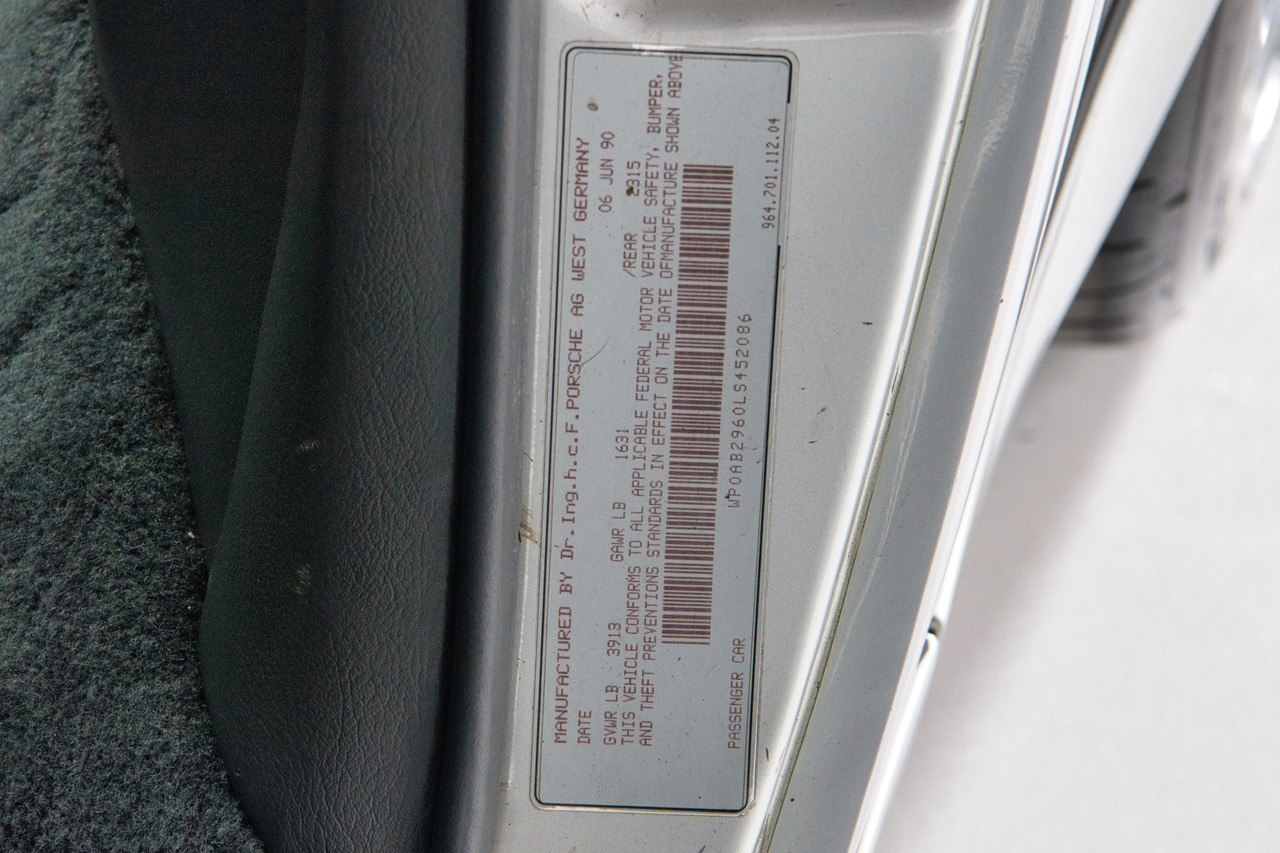 MANUFACTURED BY Dr.Ing.h.c.F.PORSCHE AG WEST GERMANY
DATE 06 JUN 90
GVWR LB 3913 GAWR LB 1631 /REAR 2315
THIS VEHICLE CONFORMS TO ALL APPLICABLE FEDERAL MOTOR VEHICLE SAFETY, BUMPER,
AND THEFT PREVENTIONS STANDARDS IN EFFECT ON THE DATE OFMANUFACTURE SHOWN ABOVE
PASSENGER CAR WP0AB2960LS452086
964.701.112.04